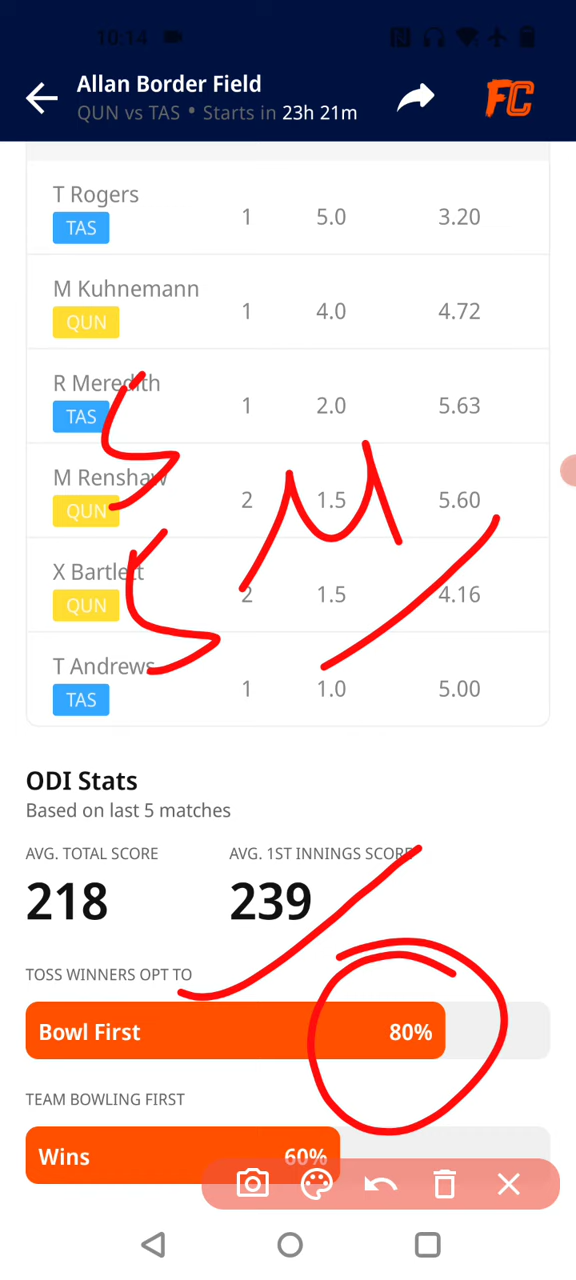 10:14
Allan Border Field
QUN vs TAS • Starts in 23h 21m
FC
T Rogers
TAS
1 5.0 3.20
M Kuhnemann
QUN
1 4.0 4.72
R Meredith
TAS
1 2.0 5.63
M Renshaw
QUN
2 1.5 5.60
X Bartlett
QUN
2 1.5 4.16
T Andrews
TAS
1 1.0 5.00
ODI Stats
Based on last 5 matches
AVG. TOTAL SCORE AVG. 1ST INNINGS SCORE
218 239
TOSS WINNERS OPT TO
Bowl First 80%
TEAM BOWLING FIRST
Wins 60%